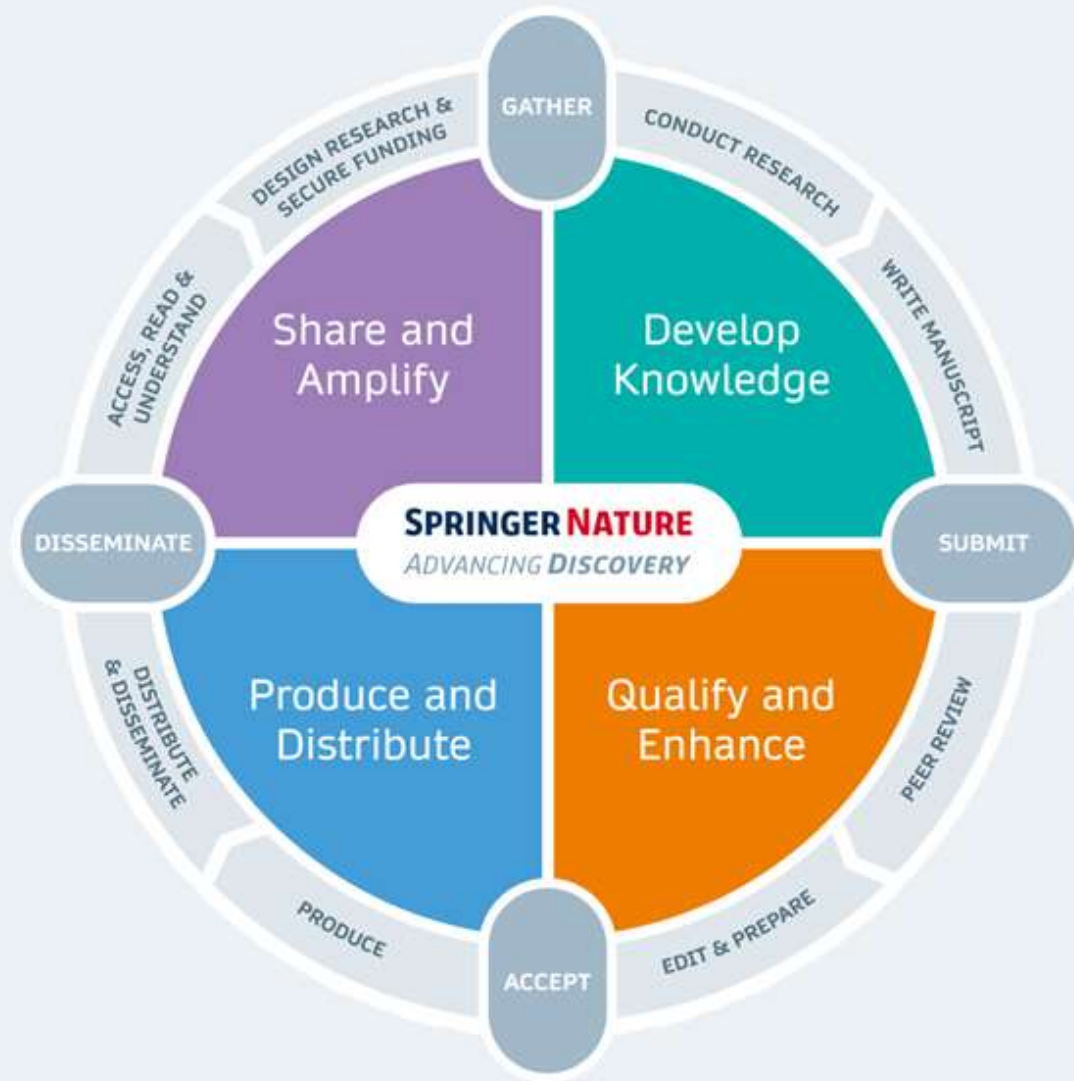 GATHER
CONDUCT RESEARCH
WRITE MANUSCRIPT
SUBMIT
PEER REVIEW
EDIT & PREPARE
ACCEPT
PRODUCE
DISTRIBUTE
& DISSEMINATE
DISSEMINATE
ACCESS, READ &
UNDERSTAND
DESIGN RESEARCH &
SECURE FUNDING
Share and
Amplify
Develop
Knowledge
SPRINGER NATURE
ADVANCING DISCOVERY
Produce and
Distribute
Qualify and
Enhance